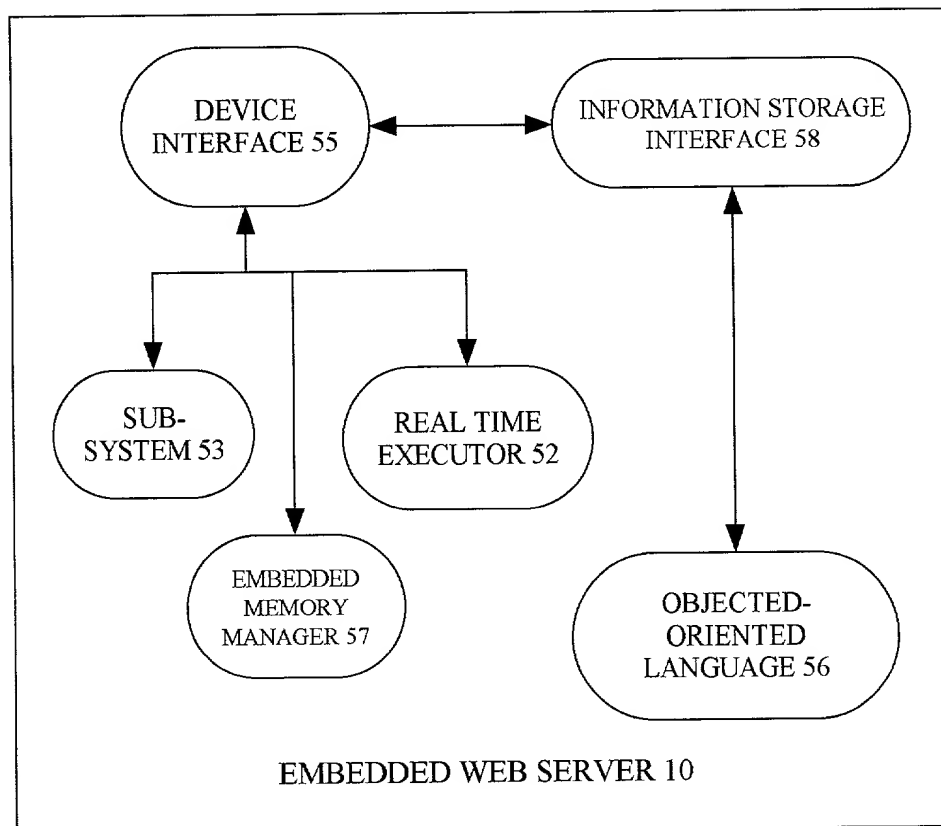 DEVICE
INTERFACE 55
INFORMATION STORAGE
INTERFACE 58
SUB-
SYSTEM 53
REAL TIME
EXECUTOR 52
EMBEDDED
MEMORY
MANAGER 57
OBJECTED-
ORIENTED
LANGUAGE 56
EMBEDDED WEB SERVER 10